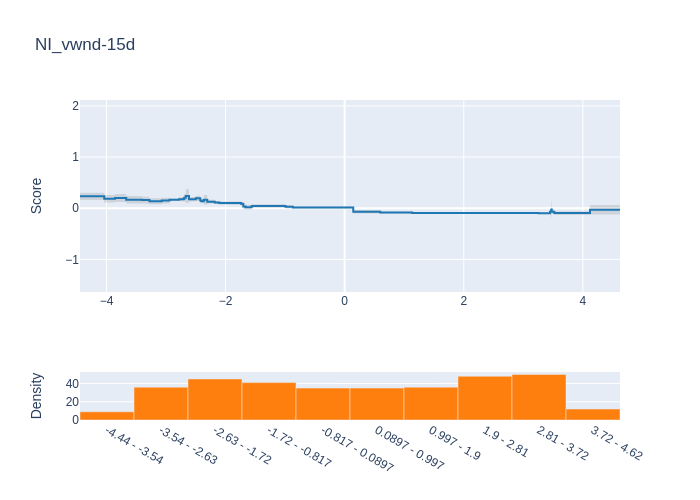 NI_vwnd-15d
2
1
0
−1
Score
−4
−2
0
2
4
40
20
0
Density
-4.44 - -3.54
-3.54 - -2.63
-2.63 - -1.72
-1.72 - -0.817
-0.817 - 0.0897
0.0897 - 0.997
0.997 - 1.9
1.9 - 2.81
2.81 - 3.72
3.72 - 4.62